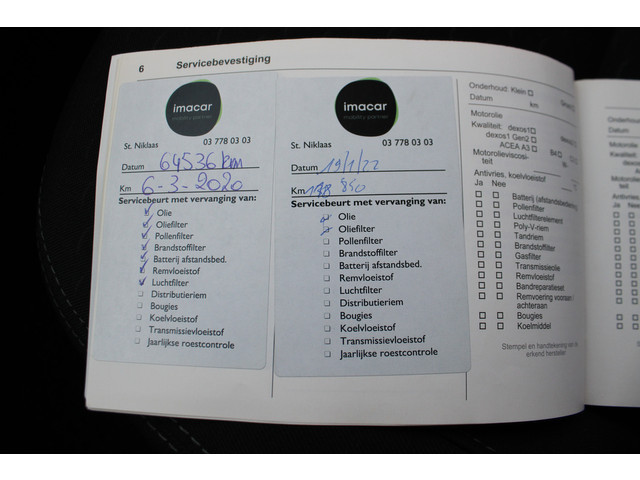 6 Servicebevestiging
imacar
mobility partner
St. Niklaas 03 778 03 03
Datum 64536 km
Km 6-3-2020
Servicebeurt met vervanging van:
Olie
Oliefilter
Pollenfilter
Brandstoffilter
Batterij afstandsbed.
Remvloeistof
Luchtfilter
Distributieriem
Bougies
Koelvloeistof
Transmissievloeistof
Jaarlijkse roestcontrole
imacar
mobility partner
St. Niklaas 03 778 03 03
Datum 19/1/22
Km 850
Servicebeurt met vervanging van:
Olie
Oliefilter
Pollenfilter
Brandstoffilter
Batterij afstandsbed.
Remvloeistof
Luchtfilter
Distributieriem
Bougies
Koelvloeistof
Transmissievloeistof
Jaarlijkse roestcontrole
Onderhoud: Klein
Datum km
Motorolie
Kwaliteit: dexos1
dexos1 Gen2
ACEA A3
Motorolieviscosi-
teit
Antivries, koelvloeistof
Ja Nee
Batterij (afstandsbediening
Pollenfilter
Luchtfilterelement
Poly-V-riem
Tandriem
Brandstoffilter
Gasfilter
Transmissieolie
Remvloeistof
Bandreparatieset
Remvoering vooraan
achteraan
Bougies
Koelmiddel
Stempel en handtekening van de
erkend hersteller